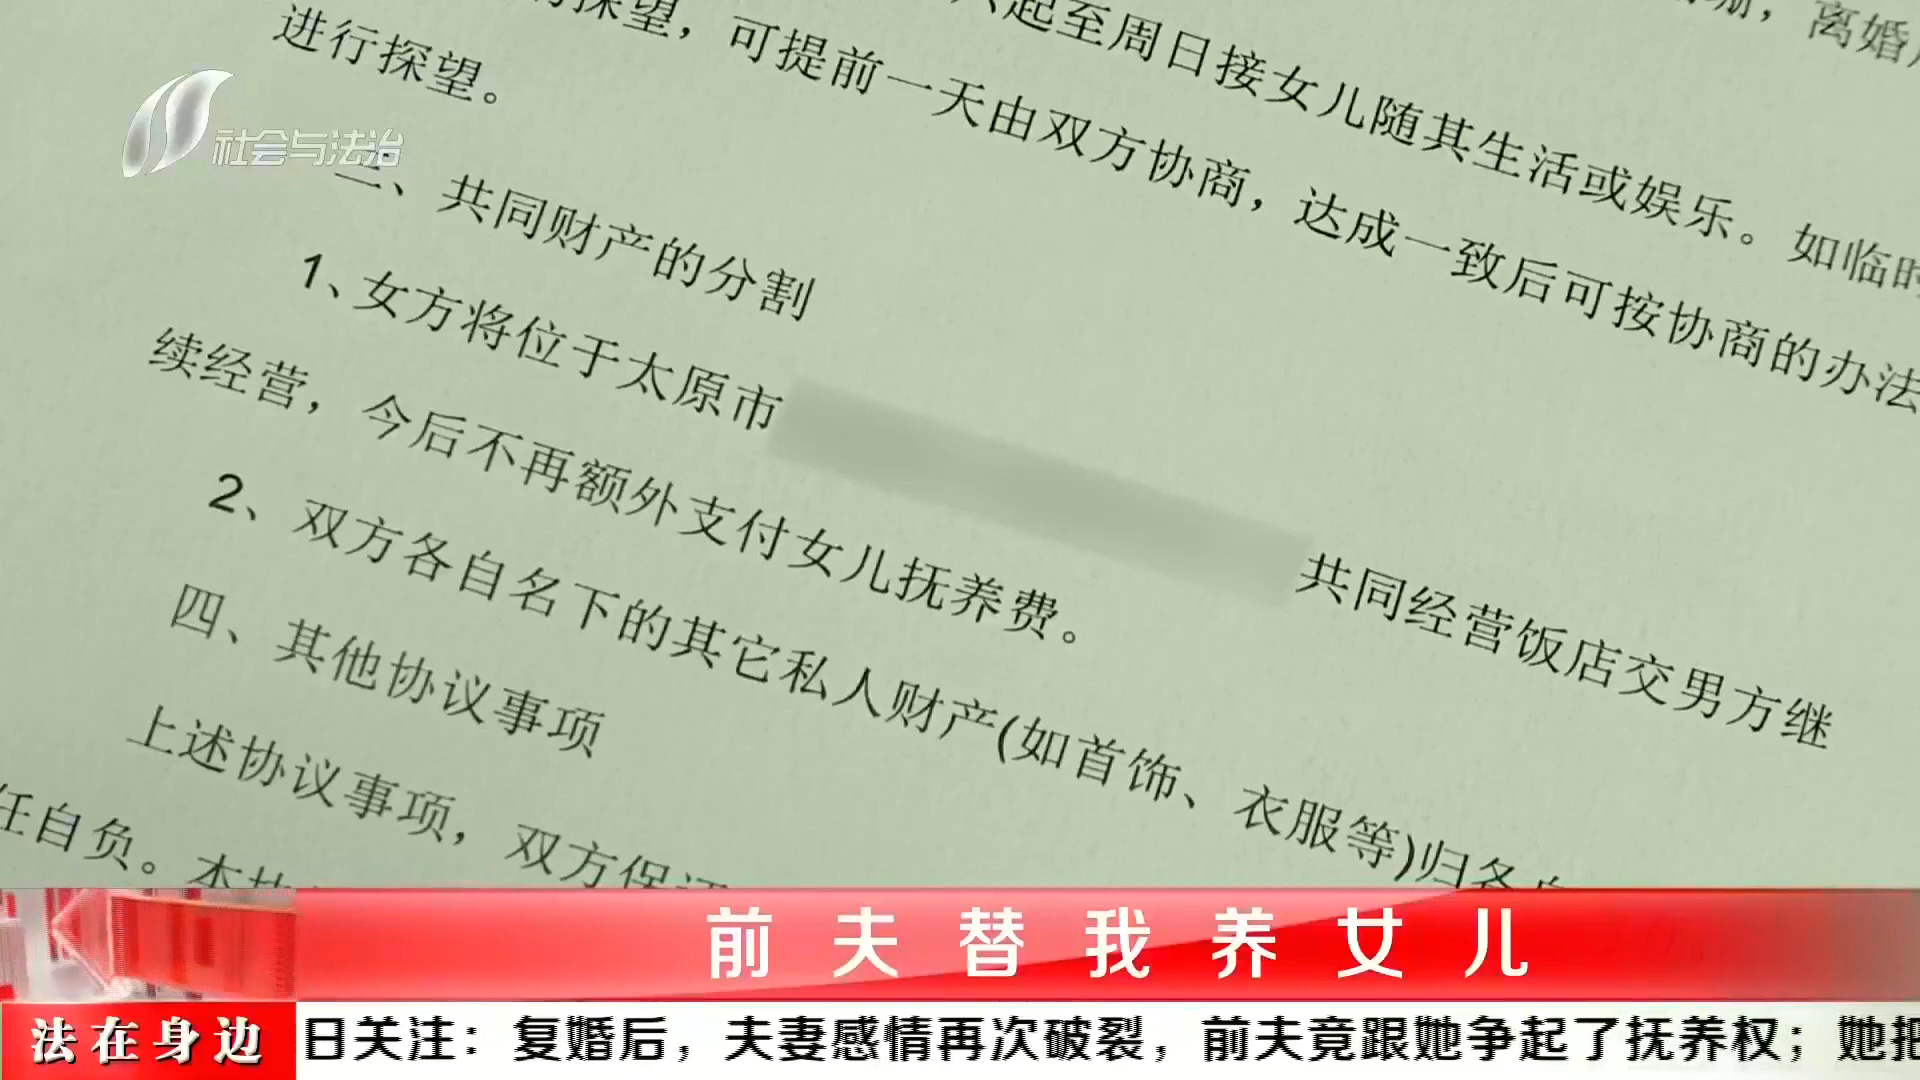 探望，可提前一天由双方协商，达成一致后可按协商的办法
起至周日接女儿随其生活或娱乐。如临时
离婚
进行探望。
社会与法治
三、共同财产的分割
1、女方将位于太原市
共同经营饭店交男方继
续经营，今后不再额外支付女儿抚养费。
2、双方各自名下的其它私人财产(如首饰、衣服等)归各自
四、其他协议事项
上述协议事项，双方保证
任自负。本协
前夫替我养女儿
法在身边
日关注：复婚后，夫妻感情再次破裂，前夫竟跟她争起了抚养权；她把